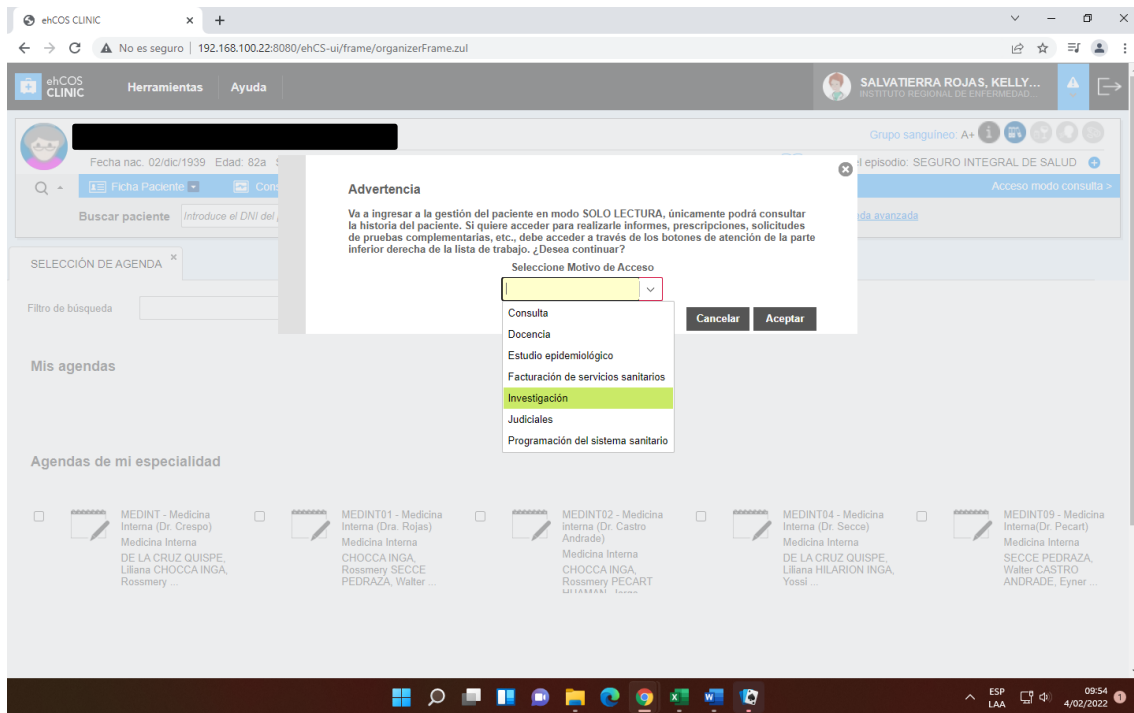 ehCOS CLINIC
No es seguro | 192.168.100.22:8080/ehCS-ui/frame/organizerFrame.zul
ehCOS CLINIC
Herramientas Ayuda
SALVATIERRA ROJAS, KELLY...
INSTITUTO REGIONAL DE ENFERMEDAD...
Grupo sanguíneo: A+
Fecha nac. 02/dic/1939 Edad: 82a
el episodio: SEGURO INTEGRAL DE SALUD
Ficha Paciente
Acceso modo consulta >
Buscar paciente Introduce el DNI del
SELECCIÓN DE AGENDA
Filtro de búsqueda
Advertencia
Va a ingresar a la gestión del paciente en modo SOLO LECTURA, únicamente podrá consultar
la historia del paciente. Si quiere acceder para realizarle informes, prescripciones, solicitudes
de pruebas complementarias, etc., debe acceder a través de los botones de atención de la parte
inferior derecha de la lista de trabajo. ¿Desea continuar?
Seleccione Motivo de Acceso
Consulta
Docencia
Estudio epidemiológico
Facturación de servicios sanitarios
Investigación
Judiciales
Programación del sistema sanitario
Cancelar Aceptar
Mis agendas
Agendas de mi especialidad
MEDINT - Medicina
Interna (Dr. Crespo)
Medicina Interna
DE LA CRUZ QUISPE,
Liliana CHOCCA INGA,
Rossmery ...
MEDINT01 - Medicina
Interna (Dra. Rojas)
Medicina Interna
CHOCCA INGA,
Rossmery SECCE
PEDRAZA, Walter ...
MEDINT02 - Medicina
interna (Dr. Castro
Andrade)
Medicina Interna
CHOCCA INGA,
Rossmery PECART
HUAMAN, Jorge
MEDINT04 - Medicina
Interna (Dr. Secce)
Medicina Interna
DE LA CRUZ QUISPE,
Liliana HILARION INGA,
Yossi ...
MEDINT09 - Medicina
Interna(Dr. Pecart)
Medicina Interna
SECCE PEDRAZA,
Walter CASTRO
ANDRADE, Eyner ...
ESP
LAA
09:54
4/02/2022
1